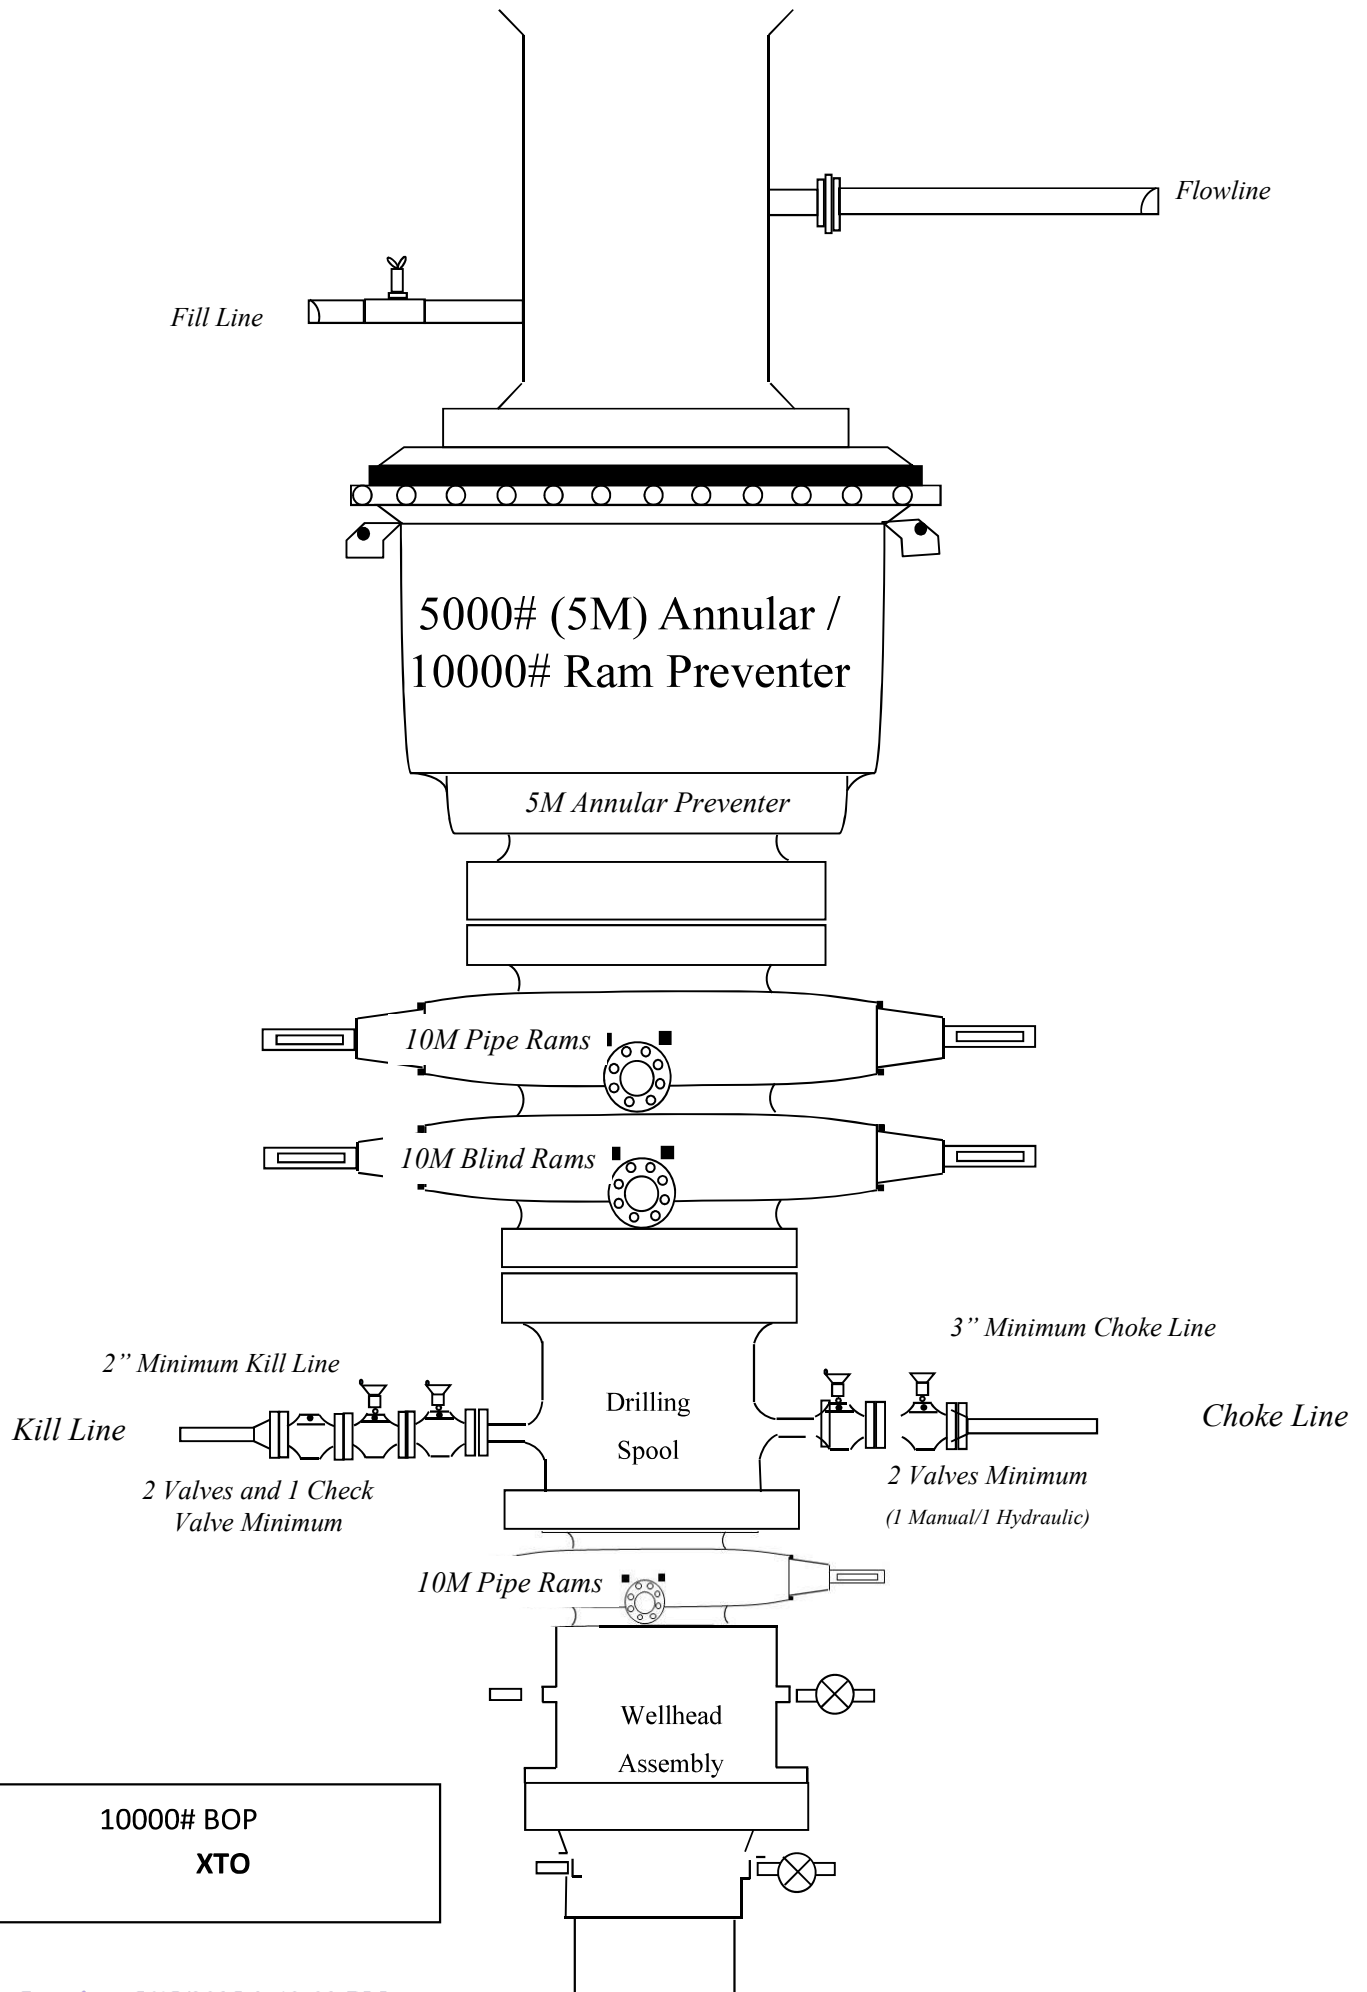 Flowline
Fill Line
5000# (5M) Annular /
10000# Ram Preventer
5M Annular Preventer
10M Pipe Rams
10M Blind Rams
3” Minimum Choke Line
2” Minimum Kill Line
Drilling
Spool
Kill Line
Choke Line
2 Valves Minimum
(1 Manual/1 Hydraulic)
2 Valves and 1 Check
Valve Minimum
10M Pipe Rams
Wellhead
Assembly
10000# BOP
XTO